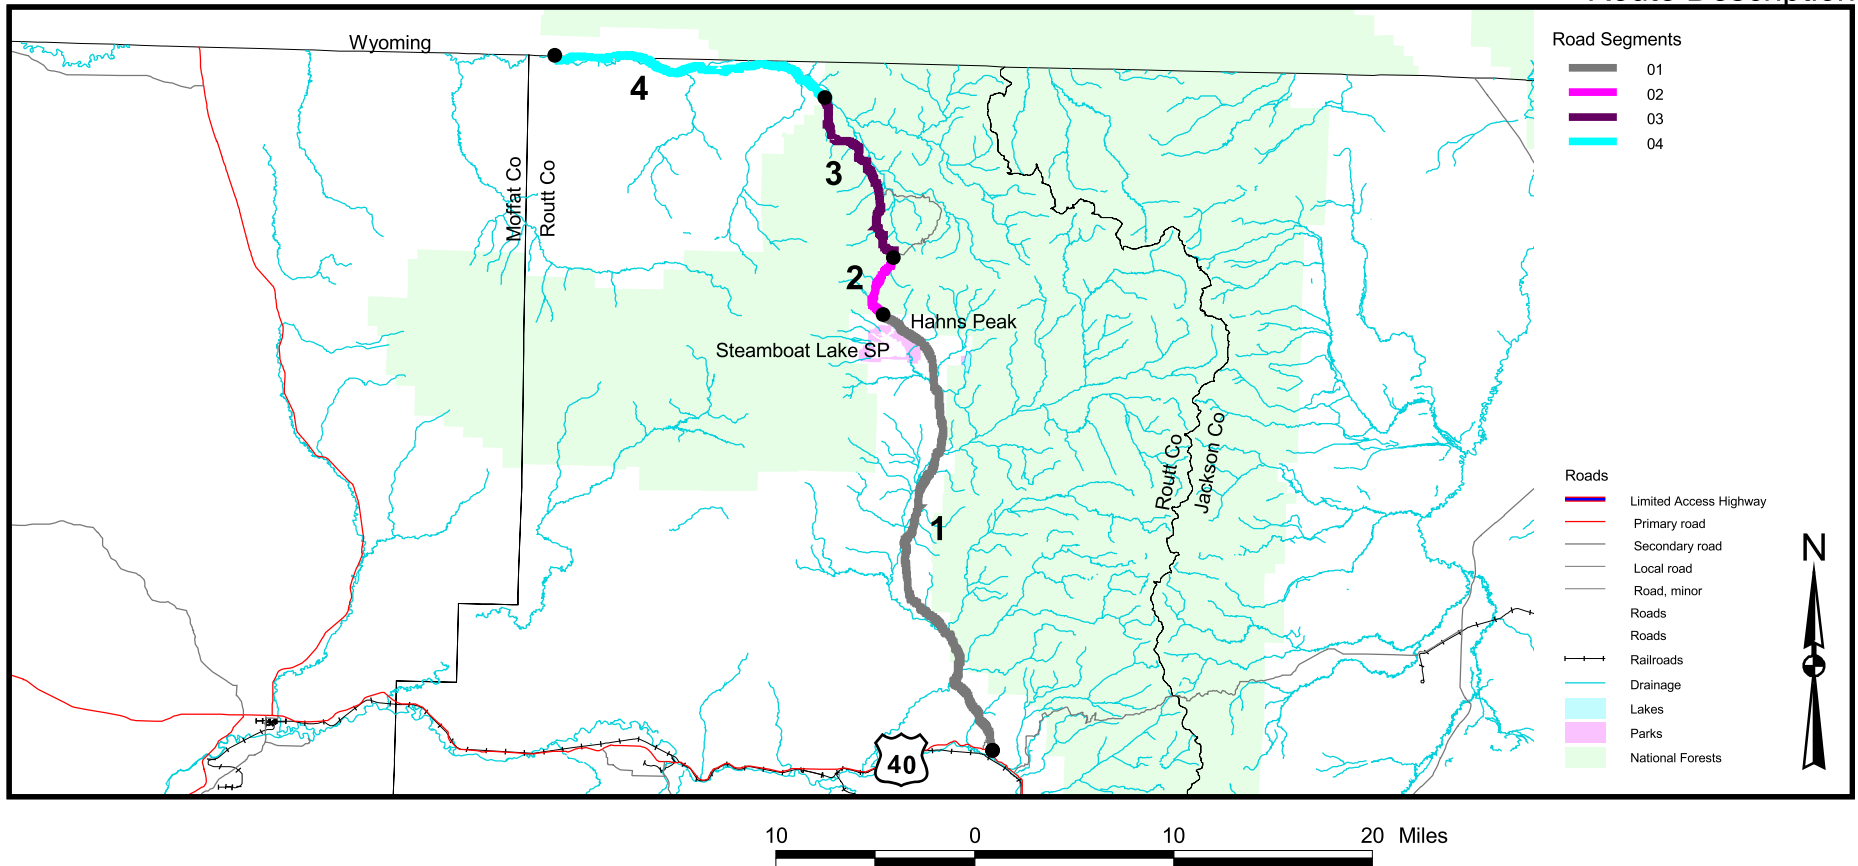 Route Description
Wyoming
4
3
Moffat Co
Routt Co
2
Hahns Peak
Steamboat Lake SP
1
Routt Co
Jackson Co
40
Road Segments
01
02
03
04
Roads
Limited Access Highway
Primary road
Secondary road
Local road
Road, minor
Roads
Roads
Railroads
Drainage
Lakes
Parks
National Forests
N
10 0 10 20 Miles